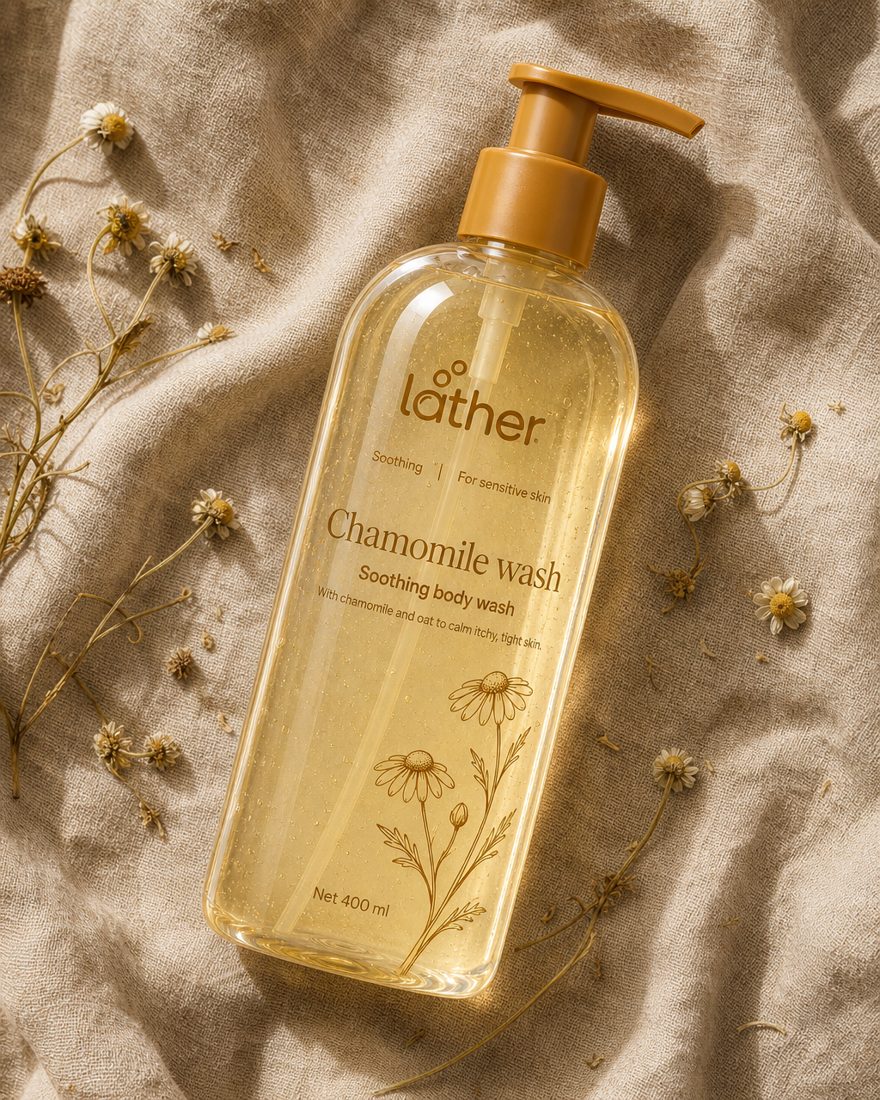 lather
Soothing | For sensitive skin
Chamomile wash
Soothing body wash
With chamomile and oat to calm itchy, tight skin.
Net 400 ml